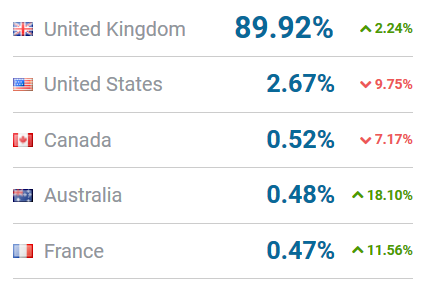 United Kingdom 89.92% 2.24%
United States 2.67% 9.75%
Canada 0.52% 7.17%
Australia 0.48% 18.10%
France 0.47% 11.56%